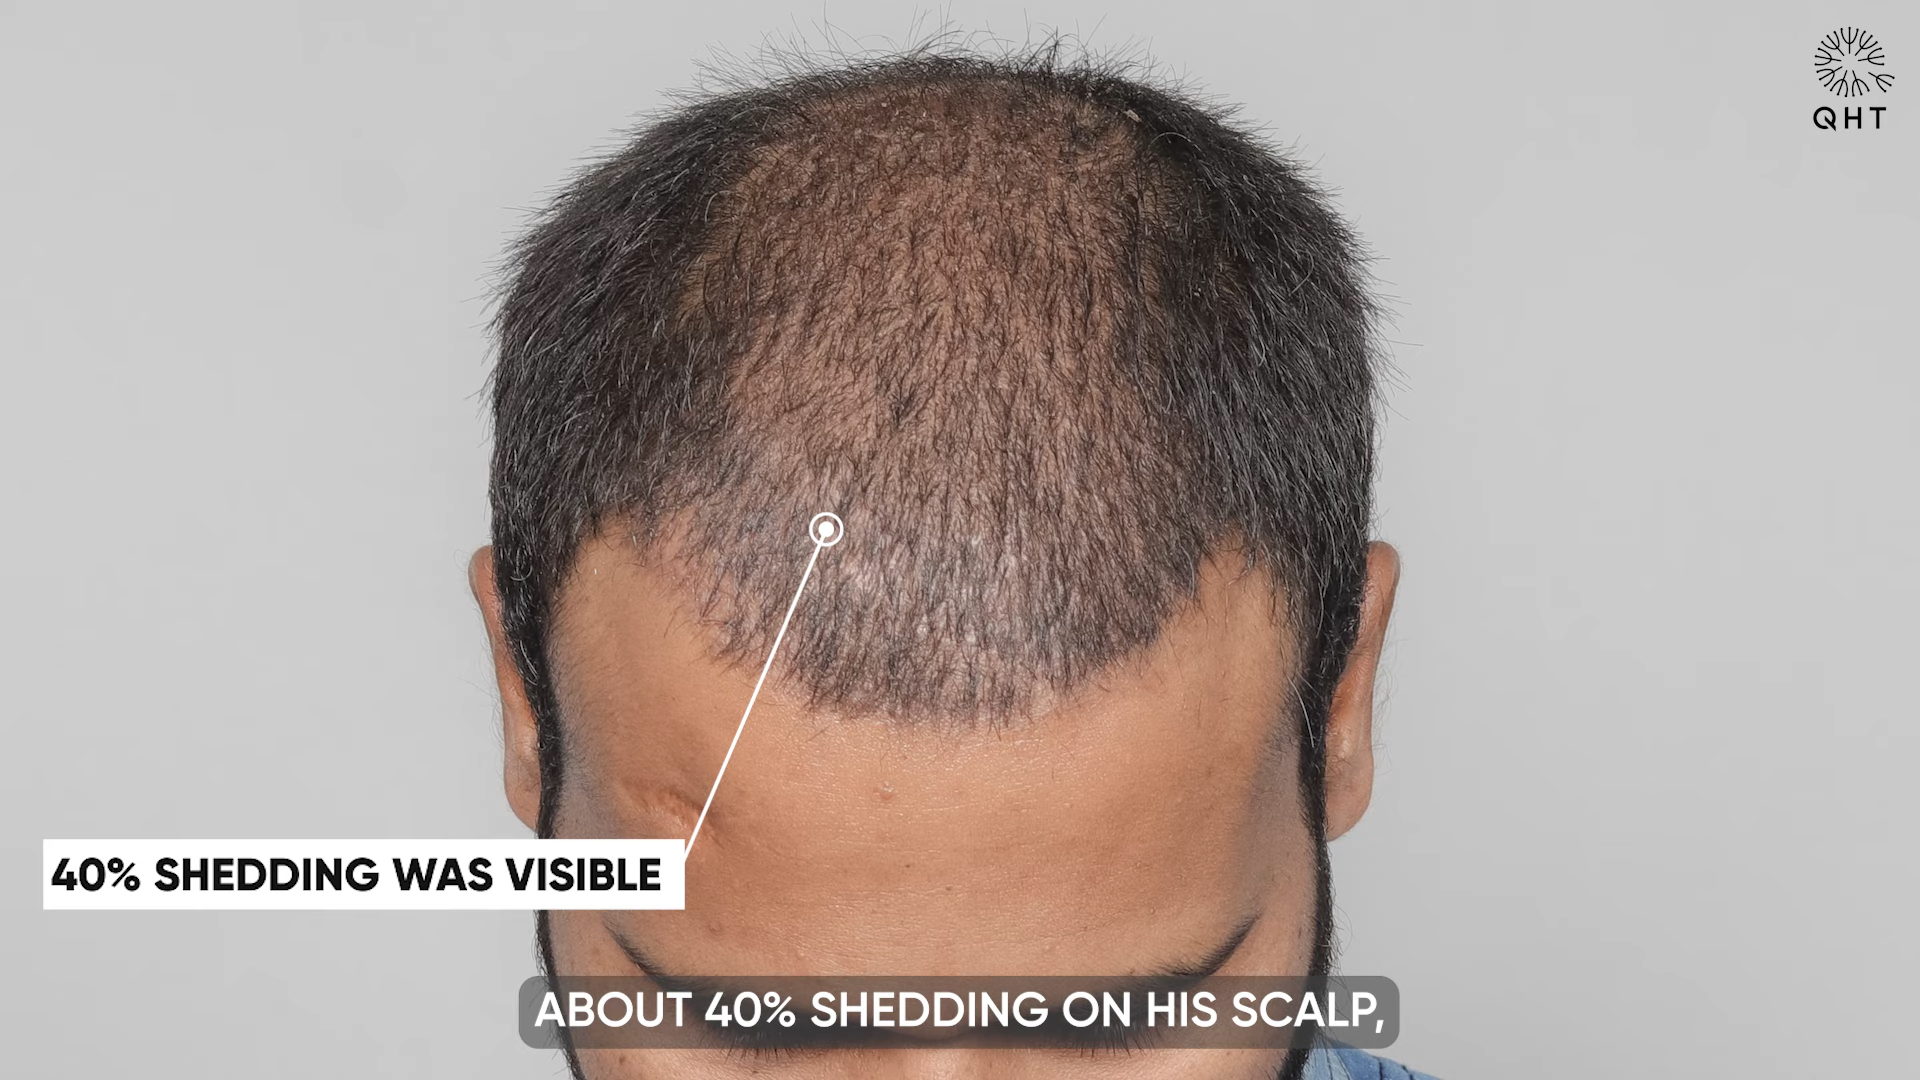 QHT
40% SHEDDING WAS VISIBLE
ABOUT 40% SHEDDING ON HIS SCALP,